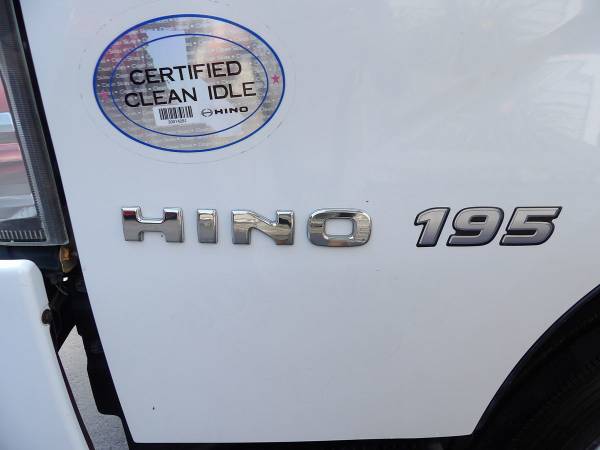 CERTIFIED
CLEAN IDLE
HINO
HINO 195